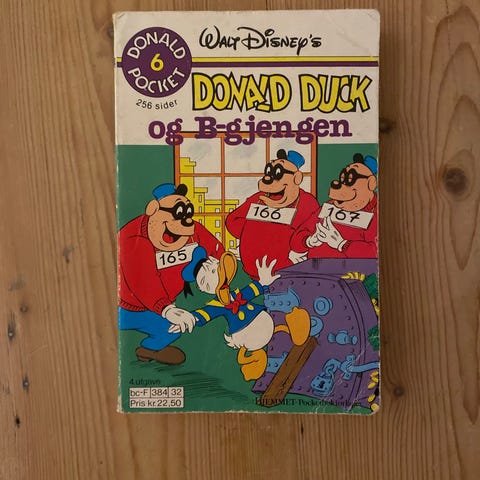 DONALD
6
POCKET
256 sider
WALT DISNEY'S
DONALD DUCK
og B-gjengen
166
167
165
4.utgave
bc-F 384 32
Pris kr.22,50
HJEMMET-Pocketbokforlaget